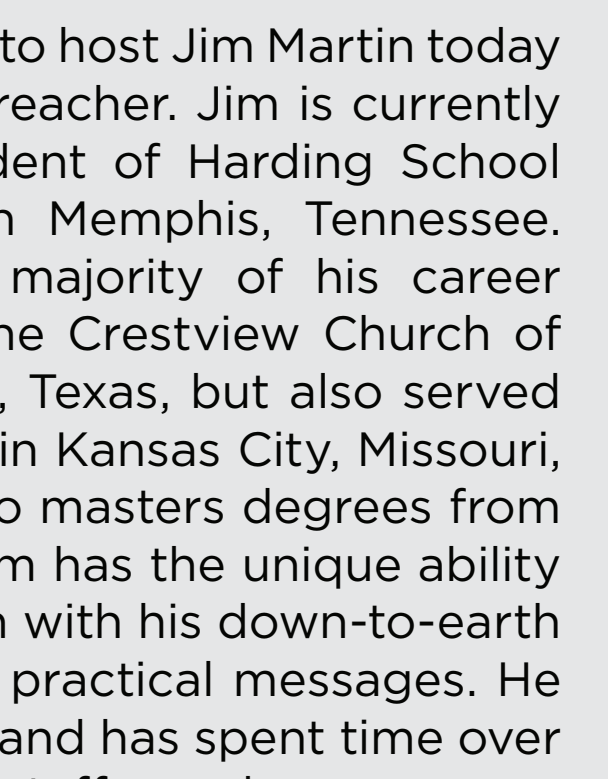 to host Jim Martin today
reacher. Jim is currently
dent of Harding School
n Memphis, Tennessee.
majority of his career
ne Crestview Church of
, Texas, but also served
in Kansas City, Missouri,
o masters degrees from
m has the unique ability
n with his down-to-earth
practical messages. He
and has spent time over